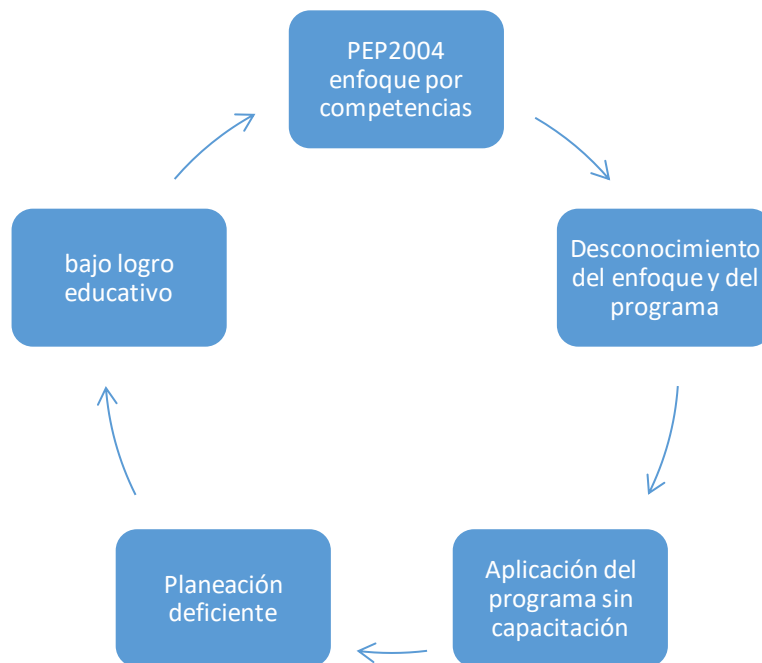 PEP2004
enfoque por
competencias
Desconocimiento
del enfoque y del
programa
Aplicación del
programa sin
capacitación
Planeación
deficiente
bajo logro
educativo